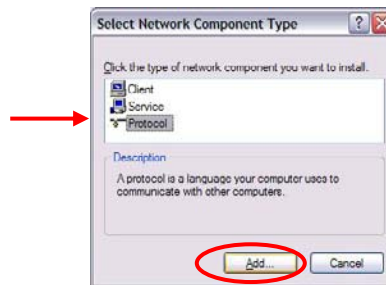 Select Network Component Type
Click the type of network component you want to install.
Client
Service
Protocol
Description
A protocol is a language your computer uses to
communicate with other computers.
Add... Cancel